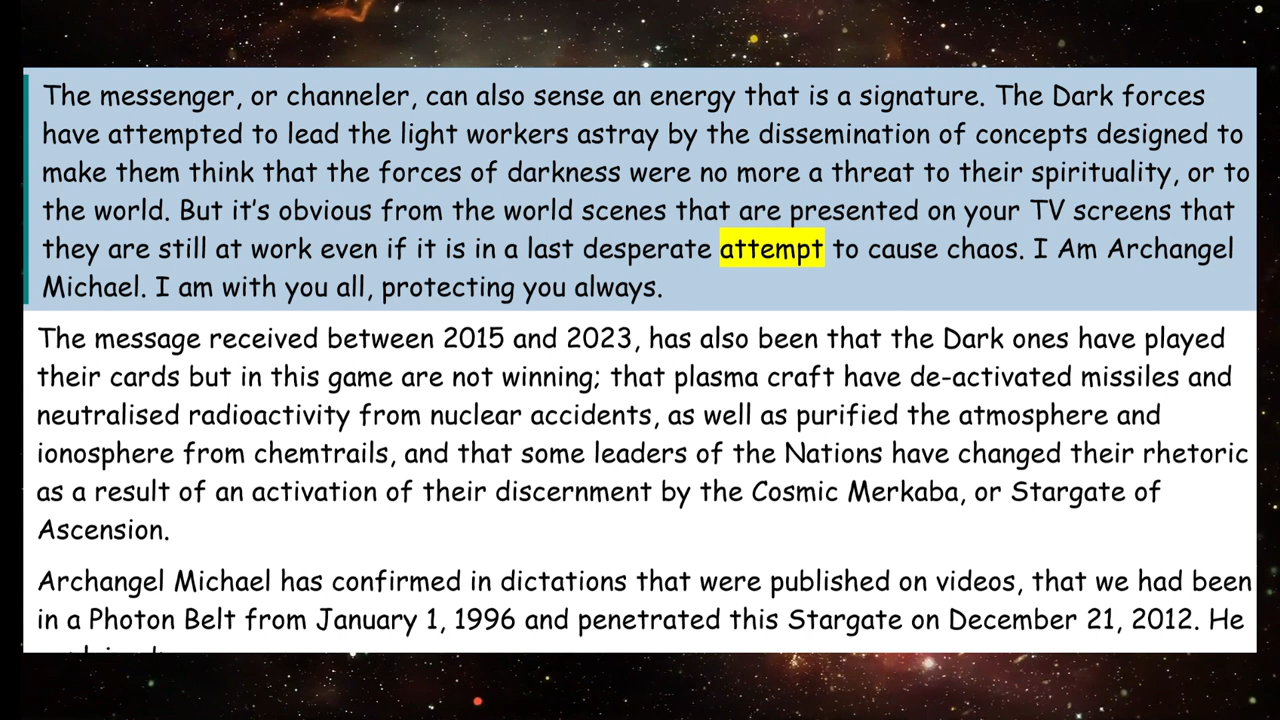 The messenger, or channeler, can also sense an energy that is a signature. The Dark forces
have attempted to lead the light workers astray by the dissemination of concepts designed to
make them think that the forces of darkness were no more a threat to their spirituality, or to
the world. But it's obvious from the world scenes that are presented on your TV screens that
they are still at work even if it is in a last desperate attempt to cause chaos. I Am Archangel
Michael. I am with you all, protecting you always.
The message received between 2015 and 2023, has also been that the Dark ones have played
their cards but in this game are not winning; that plasma craft have de-activated missiles and
neutralised radioactivity from nuclear accidents, as well as purified the atmosphere and
ionosphere from chemtrails, and that some leaders of the Nations have changed their rhetoric
as a result of an activation of their discernment by the Cosmic Merkaba, or Stargate of
Ascension.
Archangel Michael has confirmed in dictations that were published on videos, that we had been
in a Photon Belt from January 1, 1996 and penetrated this Stargate on December 21, 2012. He